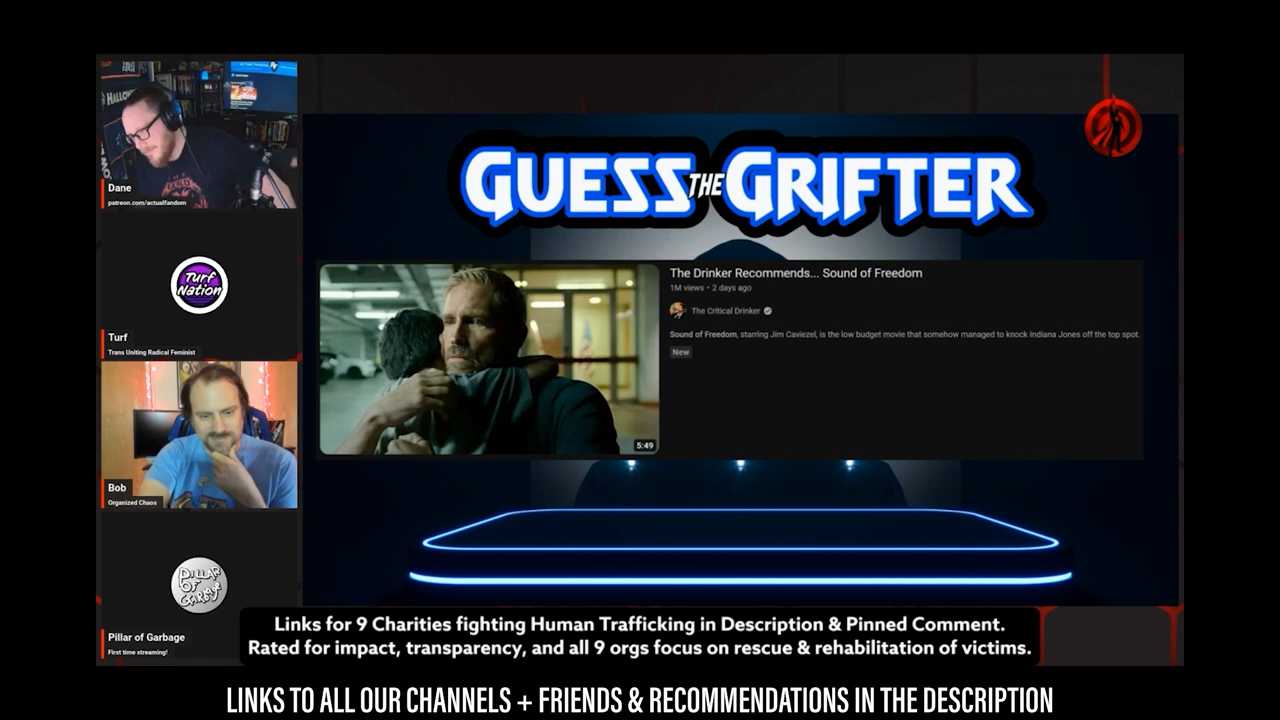 HALLOW
Dane
patreon.com/actualfandom
Turf Nation
Turf
Trans Uniting Radical Feminist
Bob
Organized Chaos
PILLAR OF GARBAGE
Pillar of Garbage
First time streaming!
GUESS THE GRIFTER
The Drinker Recommends... Sound of Freedom
1M views • 2 days ago
The Critical Drinker
Sound of Freedom, starring Jim Caviezel, is the low budget movie that somehow managed to knock Indiana Jones off the top spot.
New
5:49
Links for 9 Charities fighting Human Trafficking in Description & Pinned Comment.
Rated for impact, transparency, and all 9 orgs focus on rescue & rehabilitation of victims.
LINKS TO ALL OUR CHANNELS + FRIENDS & RECOMMENDATIONS IN THE DESCRIPTION